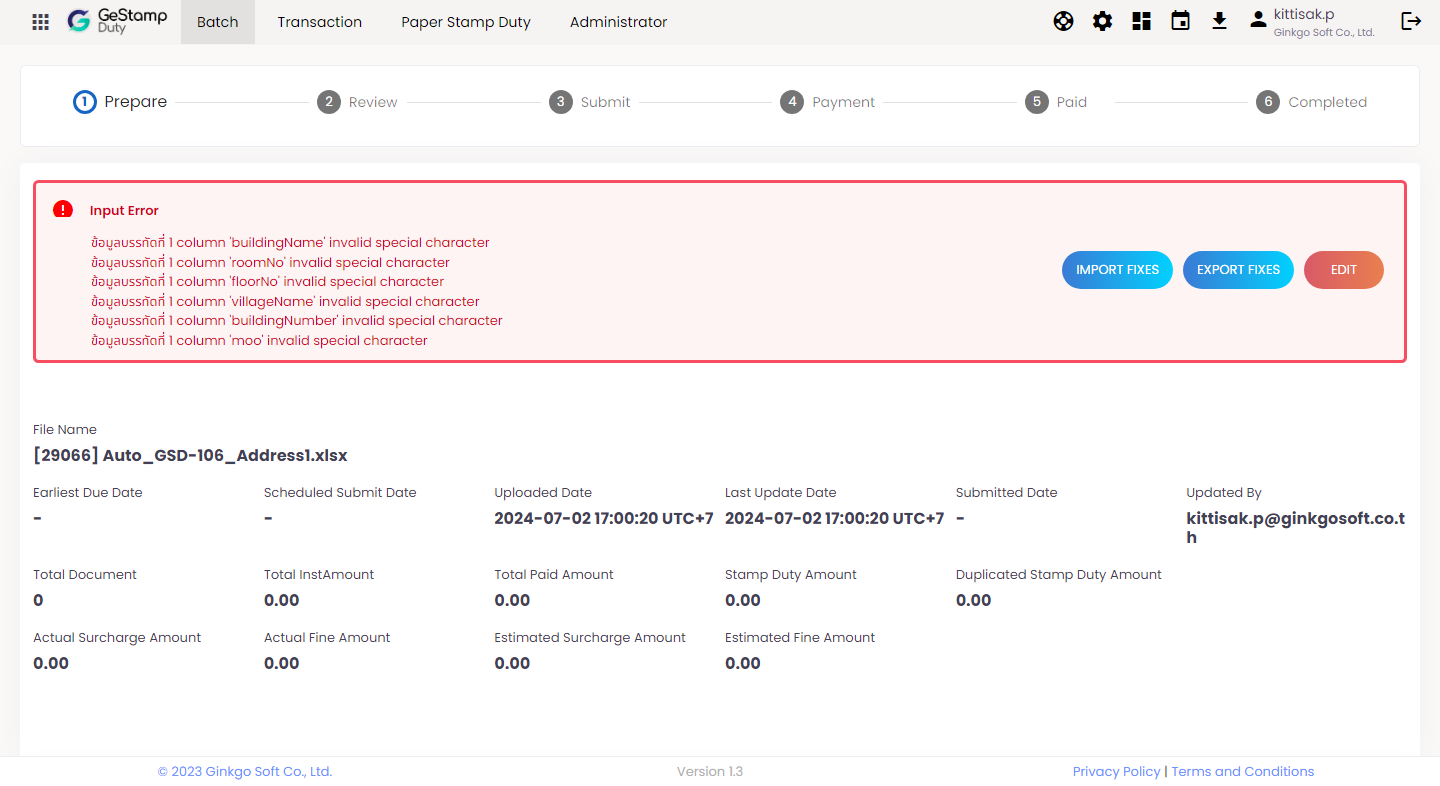 GeStamp
Duty
Batch
Transaction
Paper Stamp Duty
Administrator
kittisak.p
Ginkgo Soft Co., Ltd.
1 Prepare
2 Review
3 Submit
4 Payment
5 Paid
6 Completed
Input Error
ข้อมูลบรรทัดที่ 1 column 'buildingName' invalid special character
ข้อมูลบรรทัดที่ 1 column 'roomNo' invalid special character
ข้อมูลบรรทัดที่ 1 column 'floorNo' invalid special character
ข้อมูลบรรทัดที่ 1 column 'villageName' invalid special character
ข้อมูลบรรทัดที่ 1 column 'buildingNumber' invalid special character
ข้อมูลบรรทัดที่ 1 column 'moo' invalid special character
IMPORT FIXES
EXPORT FIXES
EDIT
File Name
[29066] Auto_GSD-106_Address1.xlsx
Earliest Due Date
-
Scheduled Submit Date
-
Uploaded Date
2024-07-02 17:00:20 UTC+7
Last Update Date
2024-07-02 17:00:20 UTC+7
Submitted Date
-
Updated By
kittisak.p@ginkgosoft.co.t
h
Total Document
0
Total InstAmount
0.00
Total Paid Amount
0.00
Stamp Duty Amount
0.00
Duplicated Stamp Duty Amount
0.00
Actual Surcharge Amount
0.00
Actual Fine Amount
0.00
Estimated Surcharge Amount
0.00
Estimated Fine Amount
0.00
© 2023 Ginkgo Soft Co., Ltd.
Version 1.3
Privacy Policy | Terms and Conditions